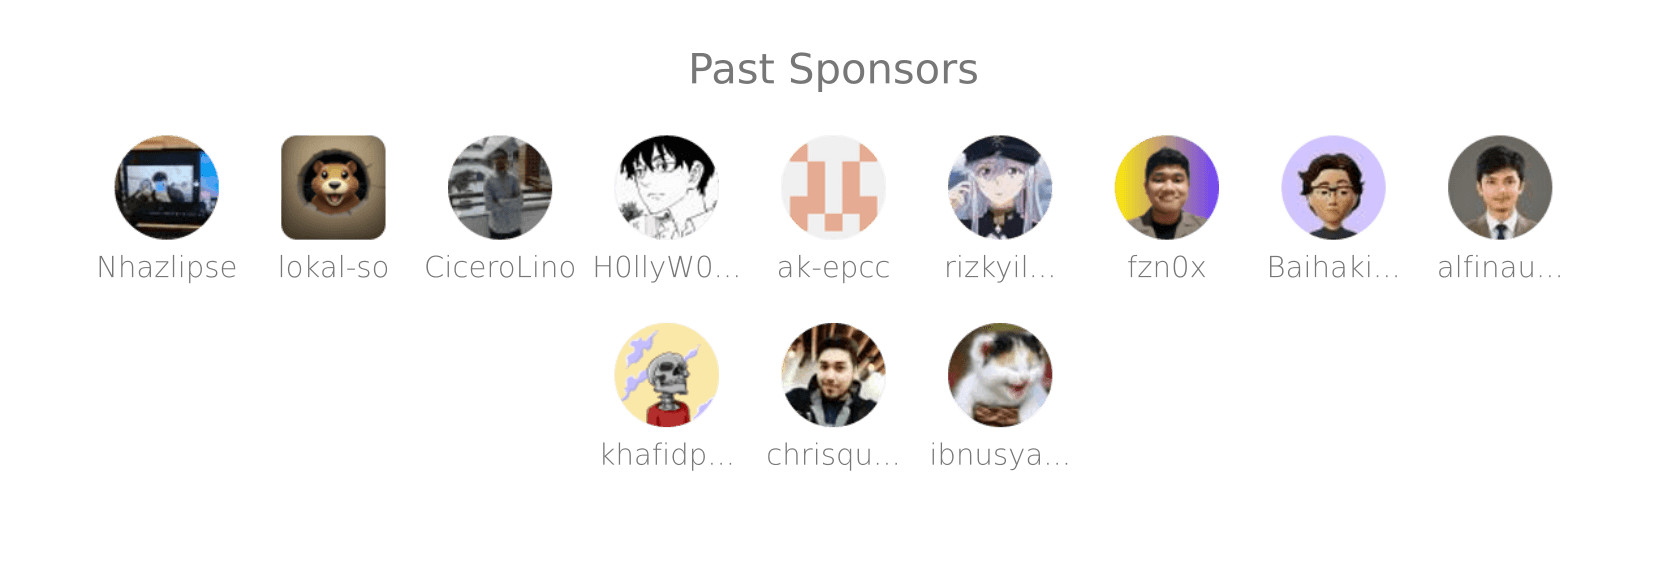 Past Sponsors
Nhazlipse lokal-so CiceroLino H0llyW0... ak-epcc rizkyil... fzn0x Baihaki... alfinau...
khafidp... chrisqu... ibnusya...